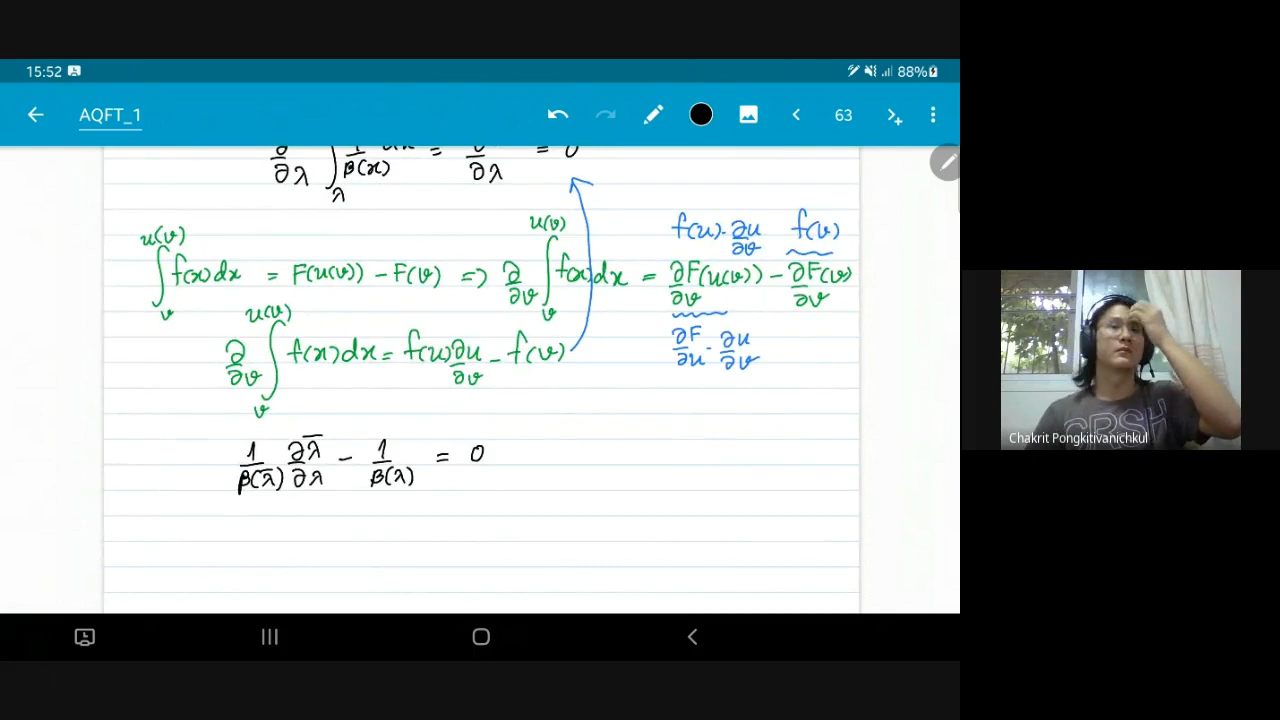 15:52 88%
AQFT_1 63
∂/∂λ ∫_λ 1/β(x) dx = ∂/∂λ = 0
f(u)·∂u/∂v f(v)
∫_v^{u(v)} f(x)dx = F(u(v)) - F(v) => ∂/∂v ∫_v^{u(v)} f(x)dx = ∂F(u(v))/∂v - ∂F(v)/∂v
∂/∂v ∫_v^{u(v)} f(x)dx = f(u)∂u/∂v - f(v) ∂F/∂u · ∂u/∂v
1/β(λ̄) ∂λ̄/∂λ - 1/β(λ) = 0
CRSH
Chakrit Pongkitivanichkul